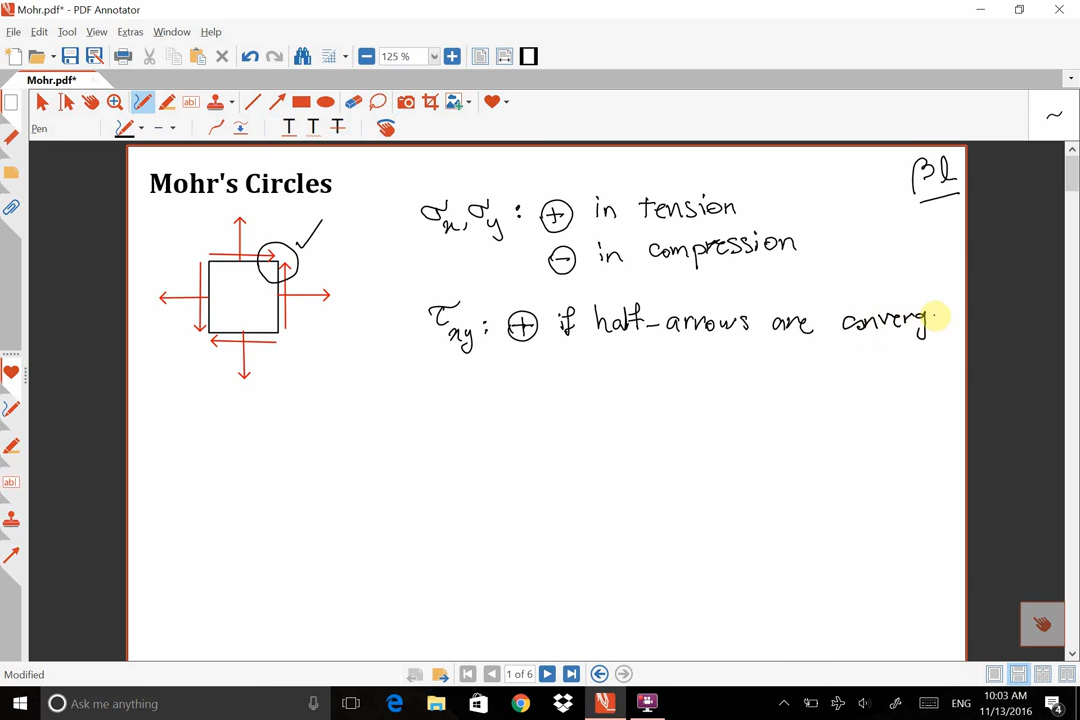 Mohr.pdf* - PDF Annotator
File Edit Tool View Extras Window Help
125 %
Mohr.pdf*
Pen
Mohr's Circles
βl
σx, σy : ⊕ in tension
⊖ in compression
τxy : ⊕ if half-arrows are converg
Modified
1 of 6
Ask me anything
ENG
10:03 AM
11/13/2016
4